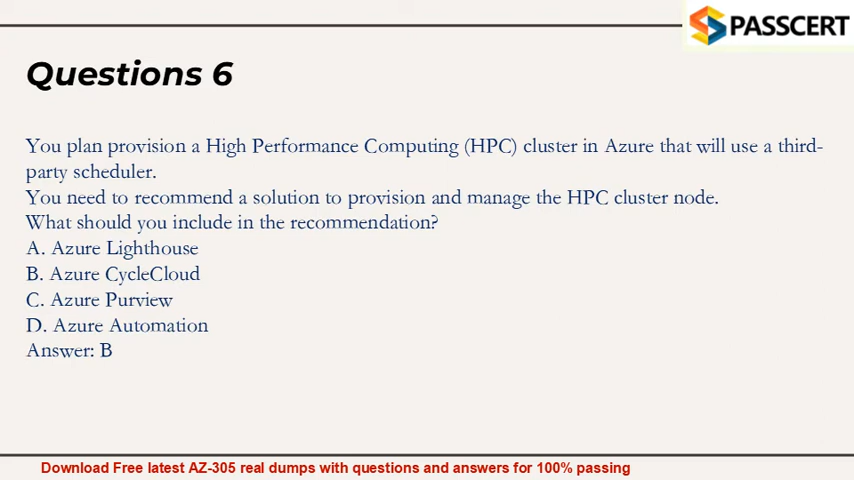 PASSCERT
Questions 6
You plan provision a High Performance Computing (HPC) cluster in Azure that will use a third-
party scheduler.
You need to recommend a solution to provision and manage the HPC cluster node.
What should you include in the recommendation?
A. Azure Lighthouse
B. Azure CycleCloud
C. Azure Purview
D. Azure Automation
Answer: B
Download Free latest AZ-305 real dumps with questions and answers for 100% passing